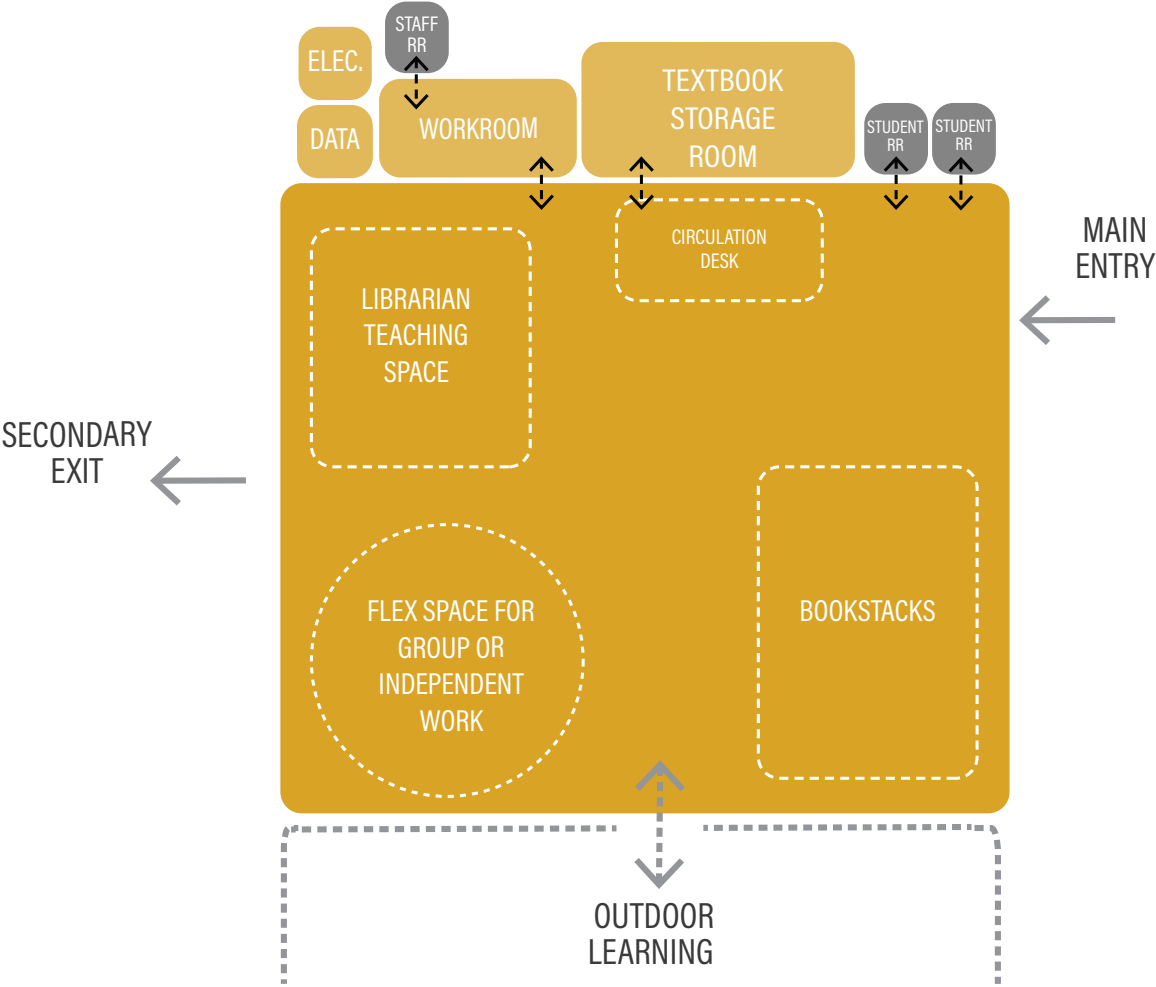 STAFF
RR
ELEC.
DATA
WORKROOM
TEXTBOOK
STORAGE
ROOM
STUDENT
RR
STUDENT
RR
MAIN
ENTRY
CIRCULATION
DESK
LIBRARIAN
TEACHING
SPACE
SECONDARY
EXIT
FLEX SPACE FOR
GROUP OR
INDEPENDENT
WORK
BOOKSTACKS
OUTDOOR
LEARNING